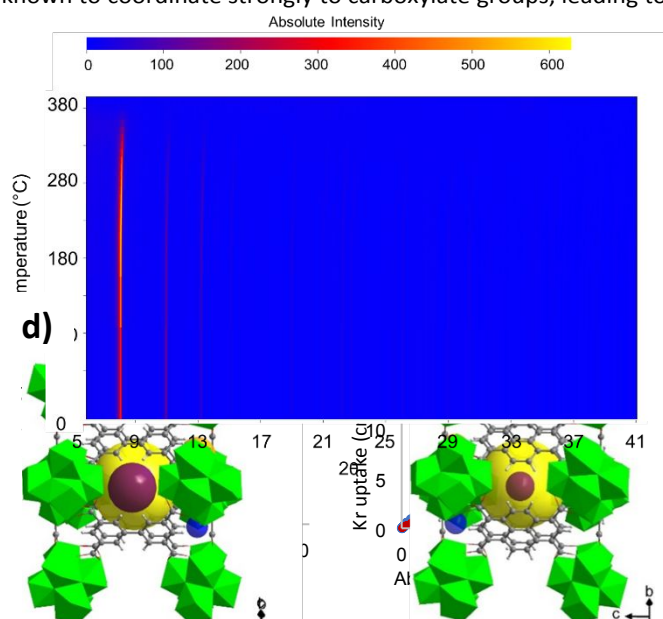 known to coordinate strongly to carboxylate groups, leading to
Absolute Intensity
0 100 200 300 400 500 600
380
280
180
0
mperature (°C)
d)
5 9 13 17 21 25 29 33 37 41
2θ
Kr uptake (c
10
5
0
0
0
b
c